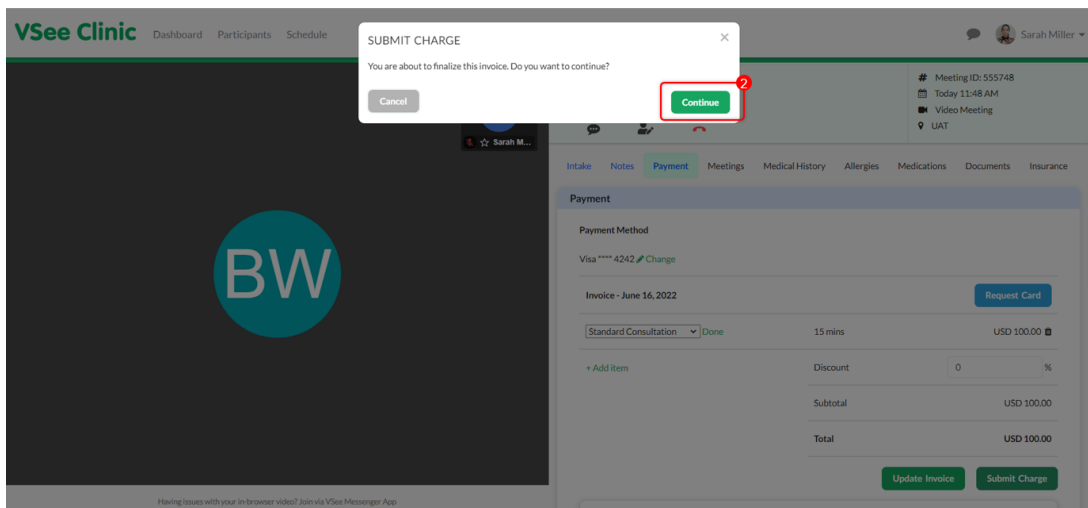 VSee Clinic Dashboard Participants Schedule
Sarah Miller
SUBMIT CHARGE
You are about to finalize this invoice. Do you want to continue?
Cancel
Continue
2
# Meeting ID: 555748
Today 11:48 AM
Video Meeting
UAT
Sarah M...
BW
Having issues with your in-browser video? Join via VSee Messenger App
Intake Notes Payment Meetings Medical History Allergies Medications Documents Insurance
Payment
Payment Method
Visa **** 4242 Change
Invoice - June 16, 2022
Request Card
Standard Consultation Done 15 mins USD 100.00
+ Add item Discount 0 %
Subtotal USD 100.00
Total USD 100.00
Update Invoice Submit Charge